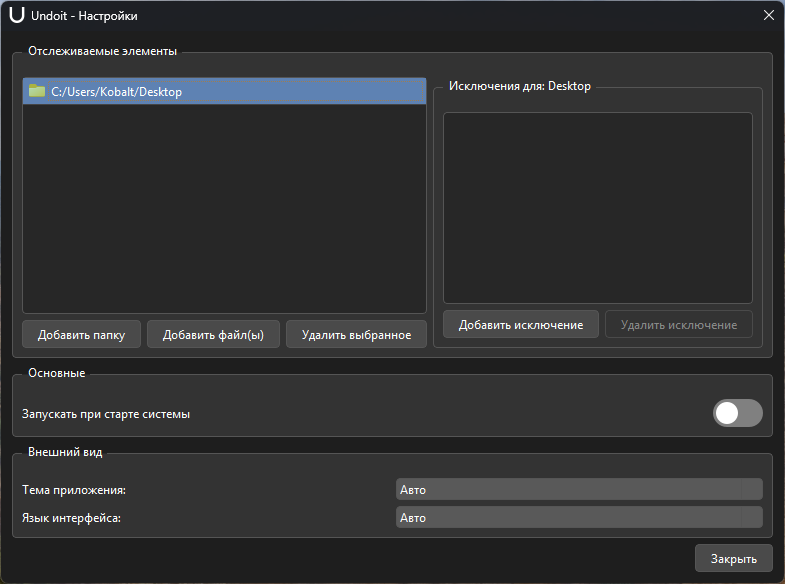 Undoit - Настройки
Отслеживаемые элементы
C:/Users/Kobalt/Desktop
Исключения для: Desktop
Добавить папку
Добавить файл(ы)
Удалить выбранное
Добавить исключение
Удалить исключение
Основные
Запускать при старте системы
Внешний вид
Тема приложения:
Авто
Язык интерфейса:
Авто
Закрыть